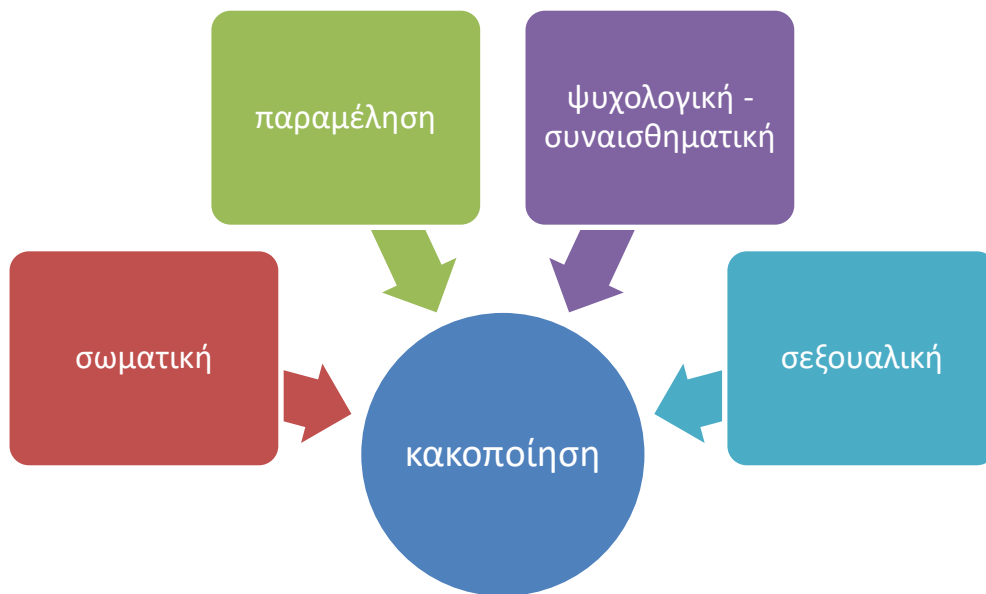 παραμέληση
ψυχολογική -
συναισθηματική
σωματική
σεξουαλική
κακοποίηση